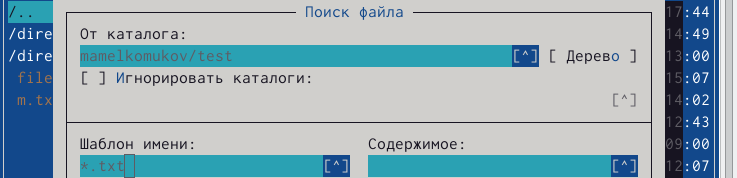 Поиск файла 17:44
/..
От каталога:
/dire 14:49
mamelkomukov/test [^] [ Дерево ]
/dire 13:00
[ ] Игнорировать каталоги:
file 15:07
m.tx [^] 14:02
12:43
Шаблон имени: Содержимое: 09:00
*.txt [^] [^] 12:07